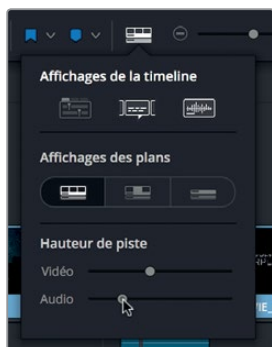 Affichages de la timeline
Affichages des plans
Hauteur de piste
Vidéo
Audio